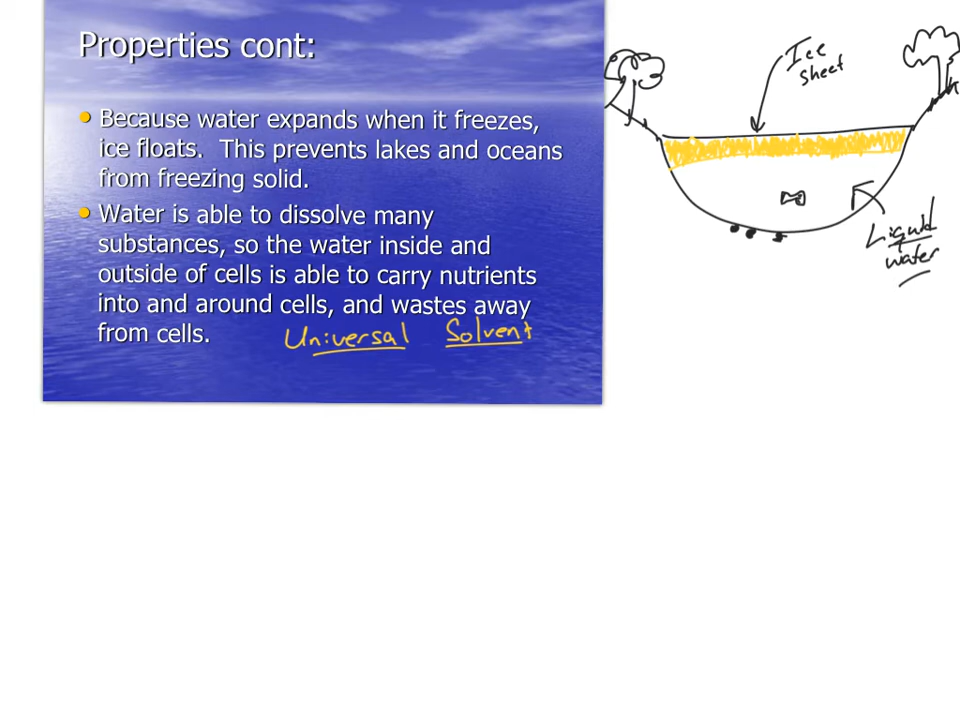 Properties cont:
Because water expands when it freezes,
ice floats. This prevents lakes and oceans
from freezing solid.
Water is able to dissolve many
substances, so the water inside and
outside of cells is able to carry nutrients
into and around cells, and wastes away
from cells.
Universal Solvent
Ice
sheet
Liquid
water